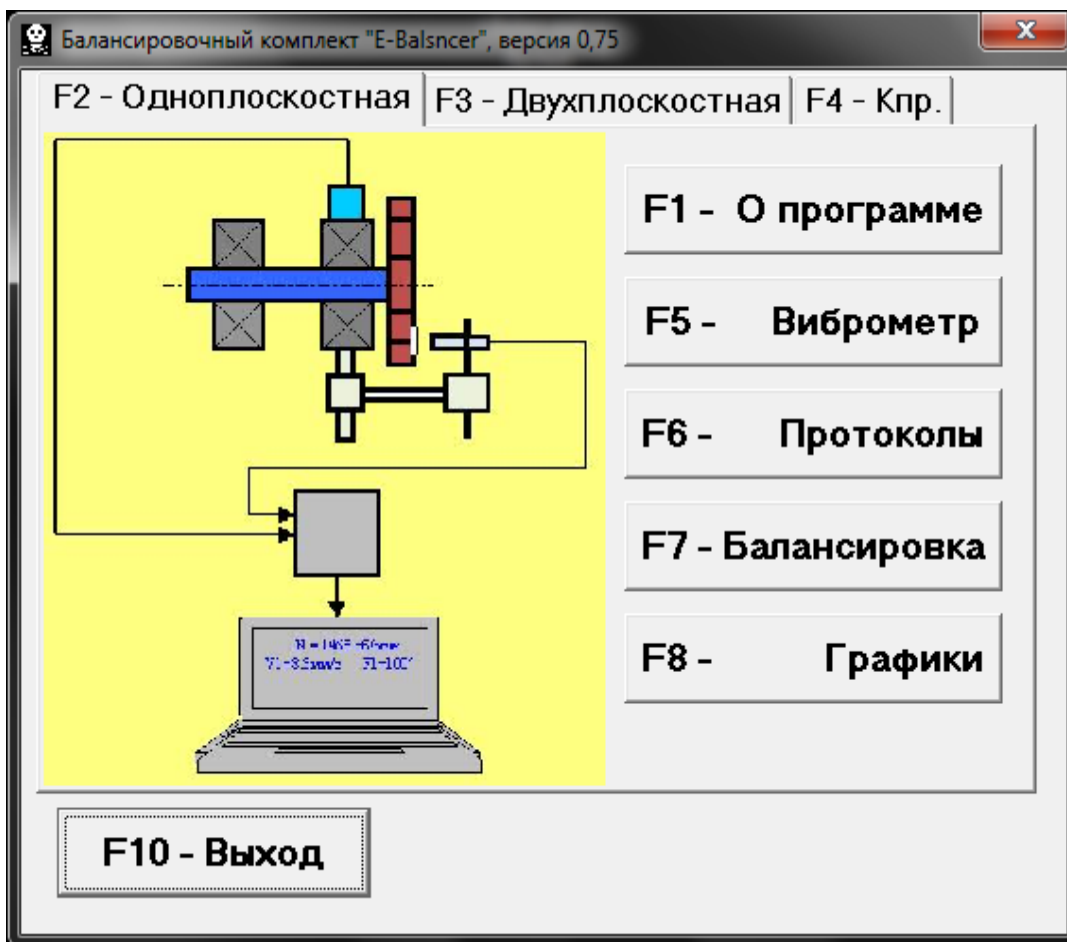 Балансировочный комплект "E-Balsncer", версия 0,75
F2 - Одноплоскостная
F3 - Двухплоскостная
F4 - Кпр.
F1 - О программе
F5 - Виброметр
F6 - Протоколы
F7 - Балансировка
F8 - Графики
F10 - Выход